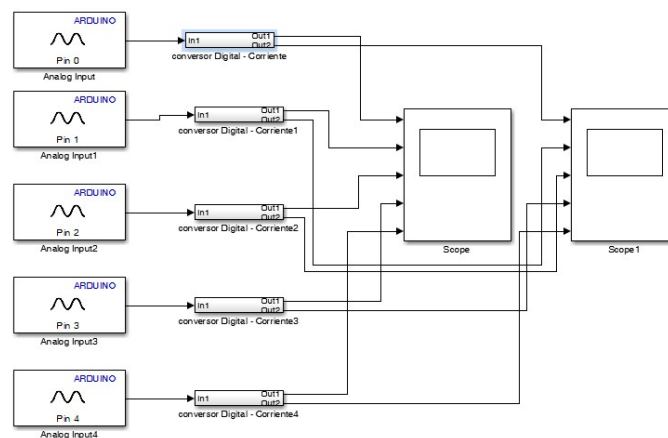 ARDUINO
Pin 0
Analog Input
In1
Out1
Out2
conversor Digital - Corriente
ARDUINO
Pin 1
Analog Input1
In1
Out1
Out2
conversor Digital - Corriente1
ARDUINO
Pin 2
Analog Input2
In1
Out1
Out2
conversor Digital - Corriente2
Scope
Scope1
ARDUINO
Pin 3
Analog Input3
In1
Out1
Out2
conversor Digital - Corriente3
ARDUINO
Pin 4
Analog Input4
In1
Out1
Out2
conversor Digital - Corriente4